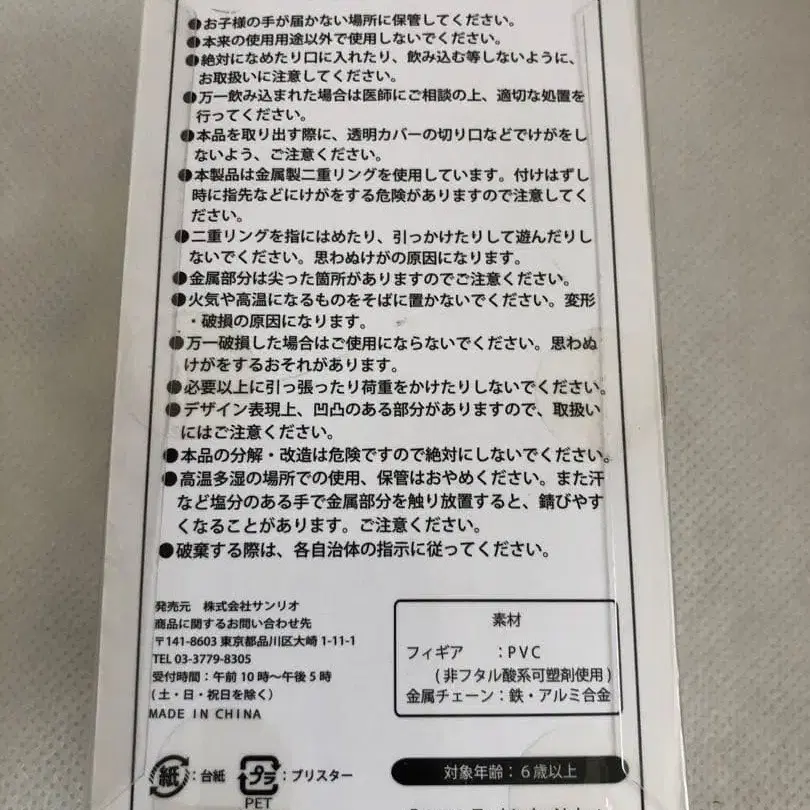 ●お子様の手が届かない場所に保管してください。
●本来の使用用途以外で使用しないでください。
●絶対になめたり口に入れたり、飲み込む等しないように、
お取扱いに注意してください。
●万一飲み込まれた場合は医師にご相談の上、適切な処置を
行ってください。
●本品を取り出す際に、透明カバーの切り口などでけがをし
ないよう、ご注意ください。
●本製品は金属製二重リングを使用しています。付けはずし
時に指先などにけがをする危険がありますので注意してく
ださい。
●二重リングを指にはめたり、引っかけたりして遊んだりし
ないでください。思わぬけがの原因になります。
●金属部分は尖った箇所がありますのでご注意ください。
●火気や高温になるものをそばに置かないでください。変形
・破損の原因になります。
●万一破損した場合はご使用にならないでください。思わぬ
けがをするおそれがあります。
●必要以上に引っ張ったり荷重をかけたりしないでください。
●デザイン表現上、凹凸のある部分がありますので、取扱い
にはご注意ください。
●本品の分解・改造は危険ですので絶対にしないでください。
●高温多湿の場所での使用、保管はおやめください。また汗
など塩分のある手で金属部分を触り放置すると、錆びやす
くなることがあります。ご注意ください。
●破棄する際は、各自治体の指示に従ってください。
発売元 株式会社サンリオ
商品に関するお問い合わせ先
〒141-8603 東京都品川区大崎 1-11-1
TEL 03-3779-8305
受付時間：午前 10 時～午後 5 時
(土・日・祝日を除く)
MADE IN CHINA
素材
フィギア ：PVC
(非フタル酸系可塑剤使用)
金属チェーン：鉄・アルミ合金
紙：台紙 プラ：ブリスター
PET
対象年齢：6歳以上